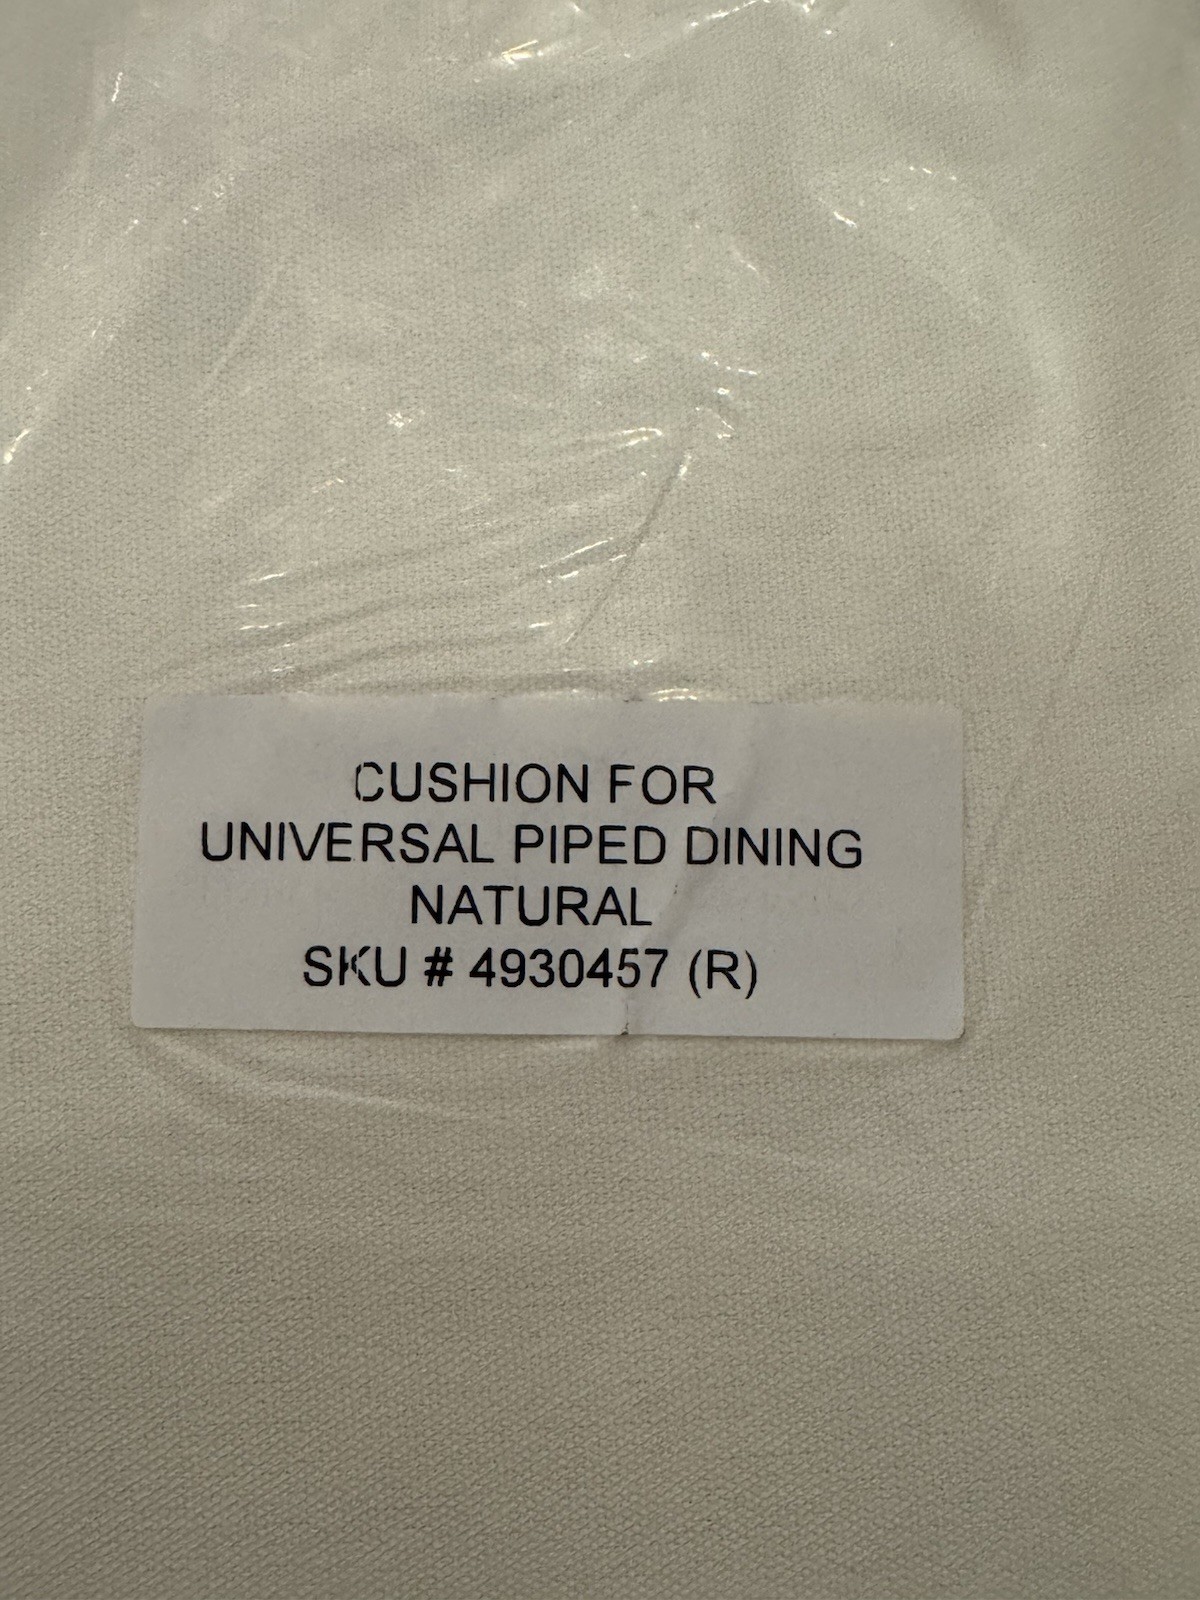 CUSHION FOR
UNIVERSAL PIPED DINING
NATURAL
SKU # 4930457 (R)